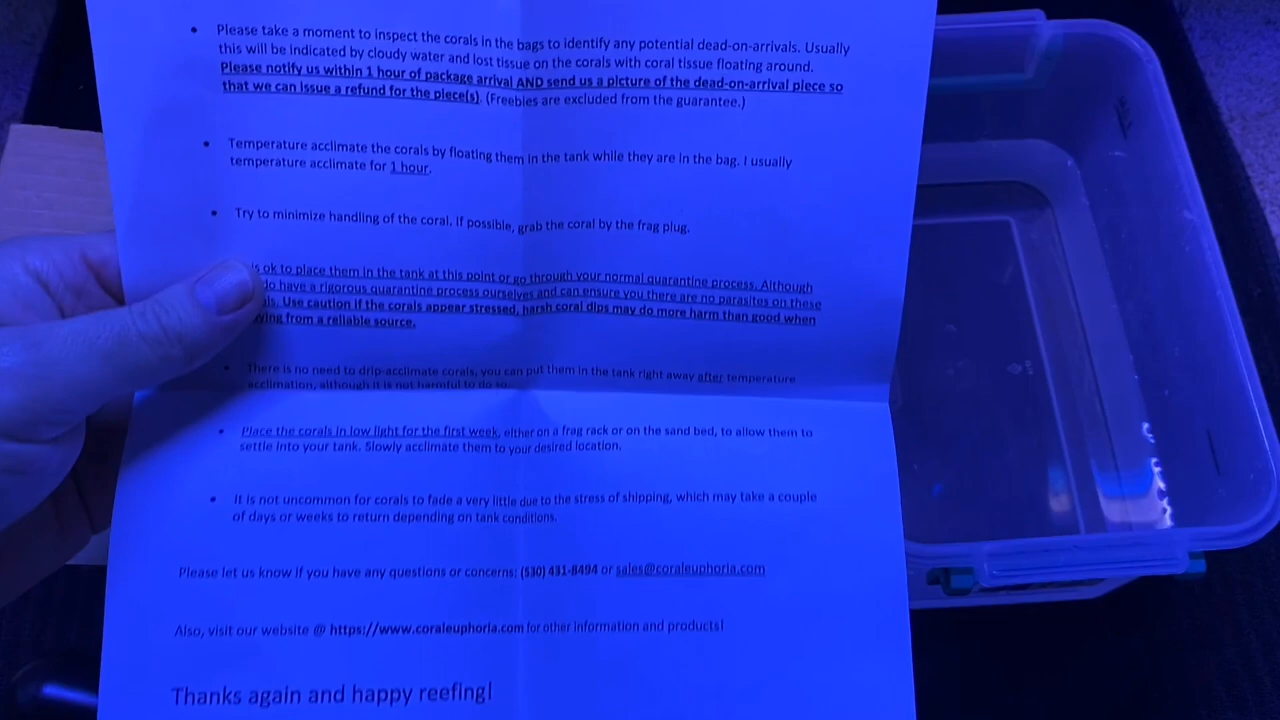 • Please take a moment to inspect the corals in the bags to identify any potential dead-on-arrivals. Usually
this will be indicated by cloudy water and lost tissue on the corals with coral tissue floating around.
Please notify us within 1 hour of package arrival AND send us a picture of the dead-on-arrival piece so
that we can issue a refund for the piece(s). (Freebies are excluded from the guarantee.)
• Temperature acclimate the corals by floating them in the tank while they are in the bag. I usually
temperature acclimate for 1 hour.
• Try to minimize handling of the coral. If possible, grab the coral by the frag plug.
is ok to place them in the tank at this point or go through your normal quarantine process. Although
do have a rigorous quarantine process ourselves and can ensure you there are no parasites on these
Use caution if the corals appear stressed, harsh coral dips may do more harm than good when
from a reliable source.
• There is no need to drip-acclimate corals, you can put them in the tank right away after temperature
acclimation, although it is not harmful to do so.
• Place the corals in low light for the first week, either on a frag rack or on the sand bed, to allow them to
settle into your tank. Slowly acclimate them to your desired location.
• It is not uncommon for corals to fade a very little due to the stress of shipping, which may take a couple
of days or weeks to return depending on tank conditions.
Please let us know if you have any questions or concerns: (530) 431-8494 or sales@coraleuphoria.com
Also, visit our website @ https://www.coraleuphoria.com for other information and products!
Thanks again and happy reefing!